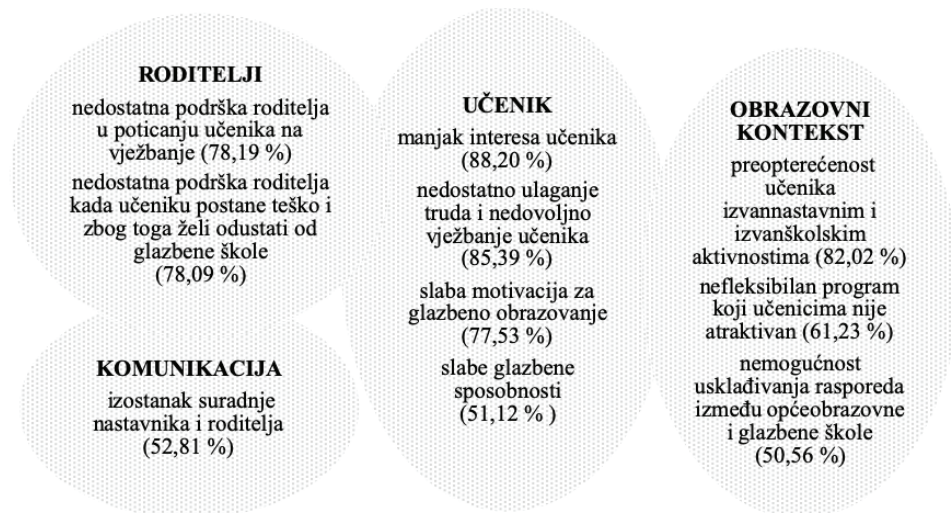 RODITELJI
nedostatna podrška roditelja
u poticanju učenika na
vježbanje (78,19 %)
nedostatna podrška roditelja
kada učeniku postane teško i
zbog toga želi odustati od
glazbene škole
(78,09 %)
KOMUNIKACIJA
izostanak suradnje
nastavnika i roditelja
(52,81 %)
UČENIK
manjak interesa učenika
(88,20 %)
nedostatno ulaganje
truda i nedovoljno
vježbanje učenika
(85,39 %)
slaba motivacija za
glazbeno obrazovanje
(77,53 %)
slabe glazbene
sposobnosti
(51,12 % )
OBRAZOVNI
KONTEKST
preopterećenost
učenika
izvannastavnim i
izvanškolskim
aktivnostima (82,02 %)
nefleksibilan program
koji učenicima nije
atraktivan (61,23 %)
nemogućnost
usklađivanja rasporeda
između općeobrazovne
i glazbene škole
(50,56 %)